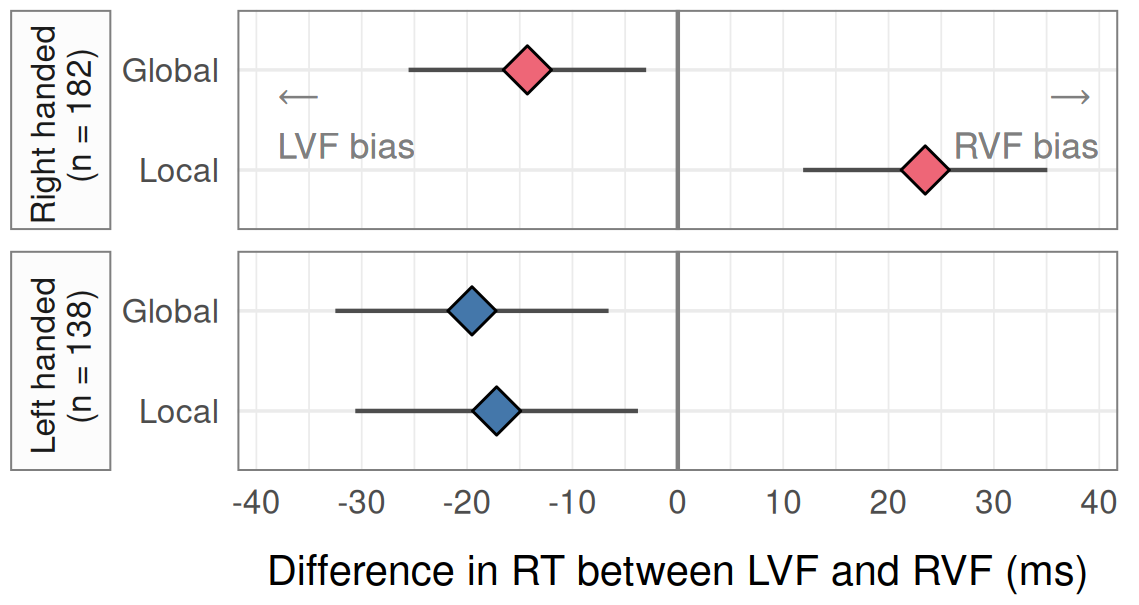 Right handed
(n = 182)
Global
Local
← →
LVF bias RVF bias
Left handed
(n = 138)
Global
Local
-40 -30 -20 -10 0 10 20 30 40
Difference in RT between LVF and RVF (ms)